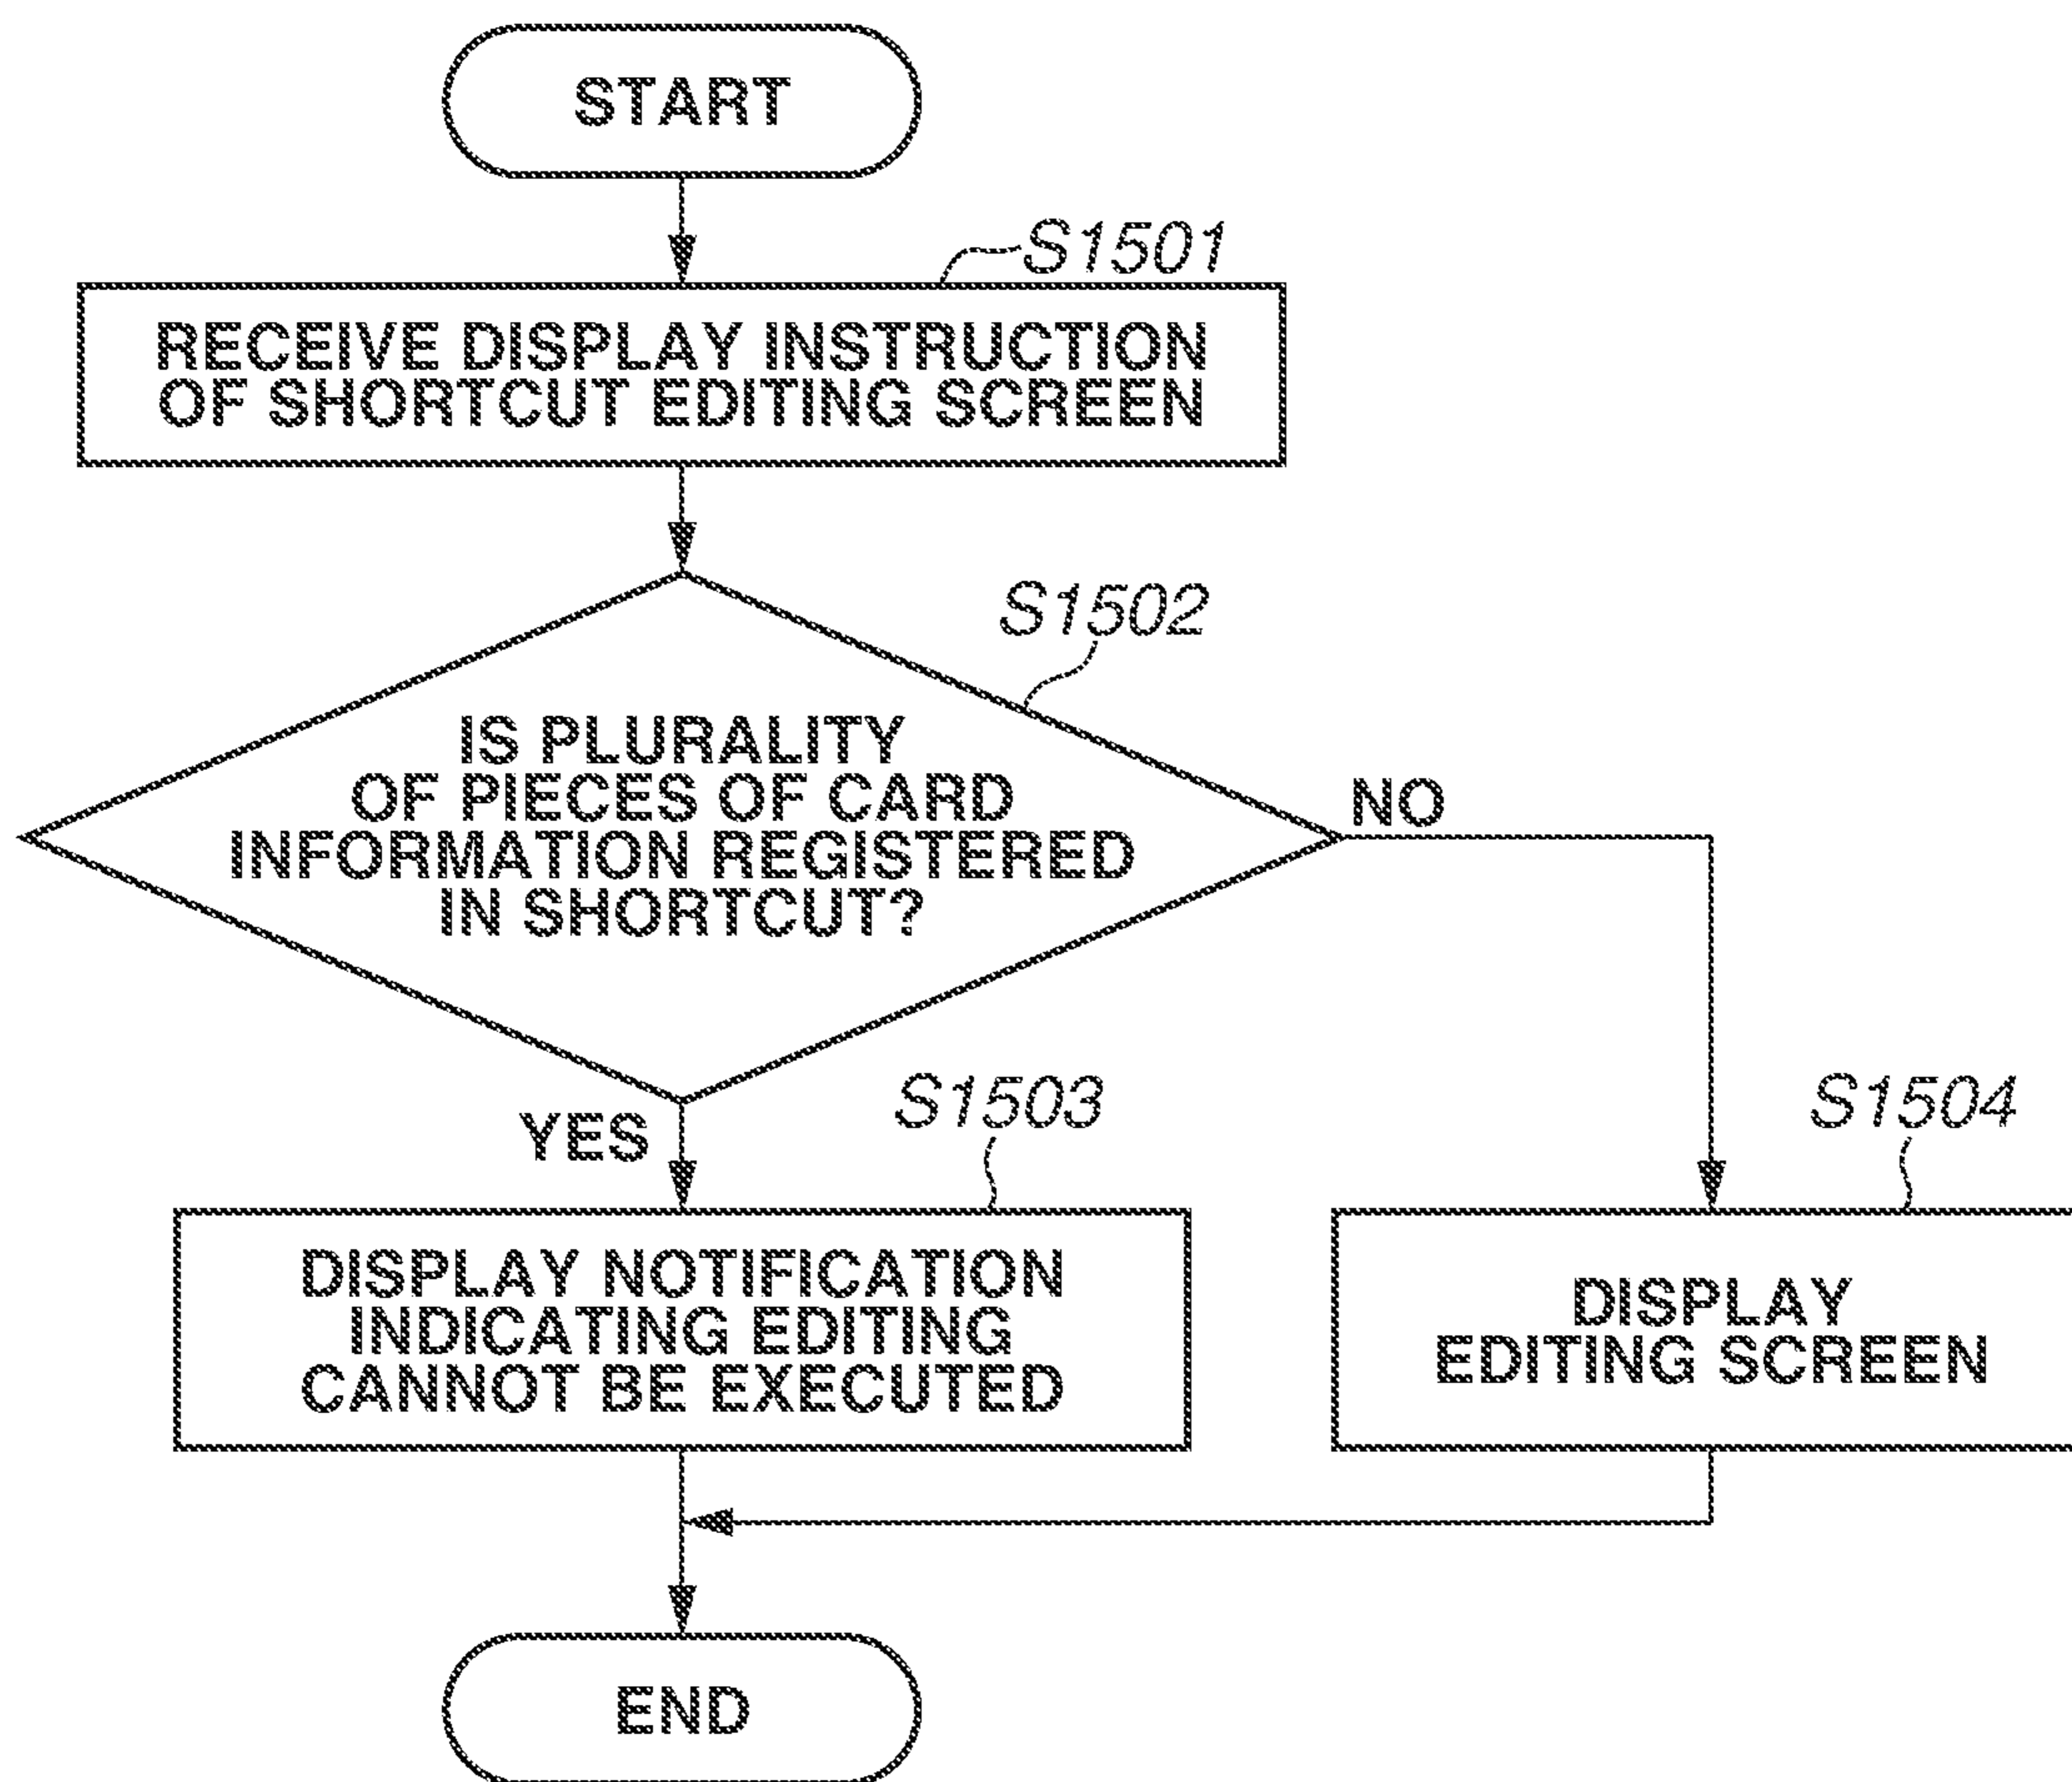 START
S1501
RECEIVE DISPLAY INSTRUCTION
OF SHORTCUT EDITING SCREEN
S1502
IS PLURALITY
OF PIECES OF CARD
INFORMATION REGISTERED
IN SHORTCUT?
NO
YES
S1503
S1504
DISPLAY NOTIFICATION
INDICATING EDITING
CANNOT BE EXECUTED
DISPLAY
EDITING SCREEN
END